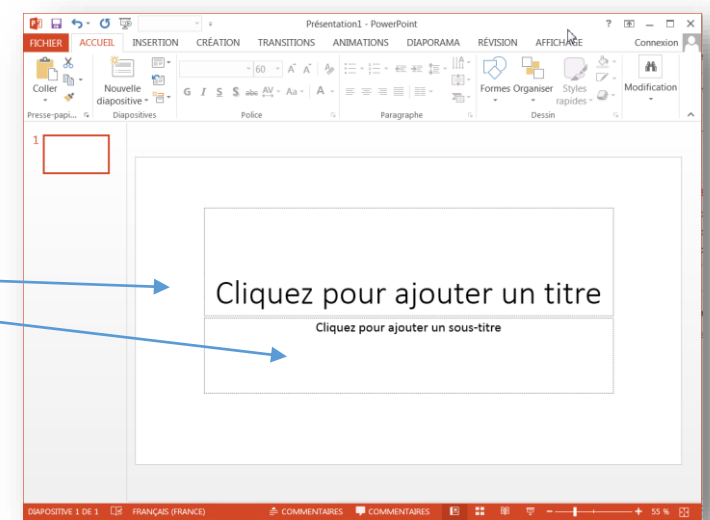 Présentation1 - PowerPoint
FICHIER ACCUEIL INSERTION CRÉATION TRANSITIONS ANIMATIONS DIAPORAMA RÉVISION AFFICHAGE Connexion
60
G I S S abc AV Aa A
Coller
Nouvelle diapositive
Formes Organiser Styles rapides
Modification
Presse-papi... Diapositives Police Paragraphe Dessin
1
Cliquez pour ajouter un titre
Cliquez pour ajouter un sous-titre
DIAPOSITIVE 1 DE 1 FRANÇAIS (FRANCE) COMMENTAIRES COMMENTAIRES 55 %